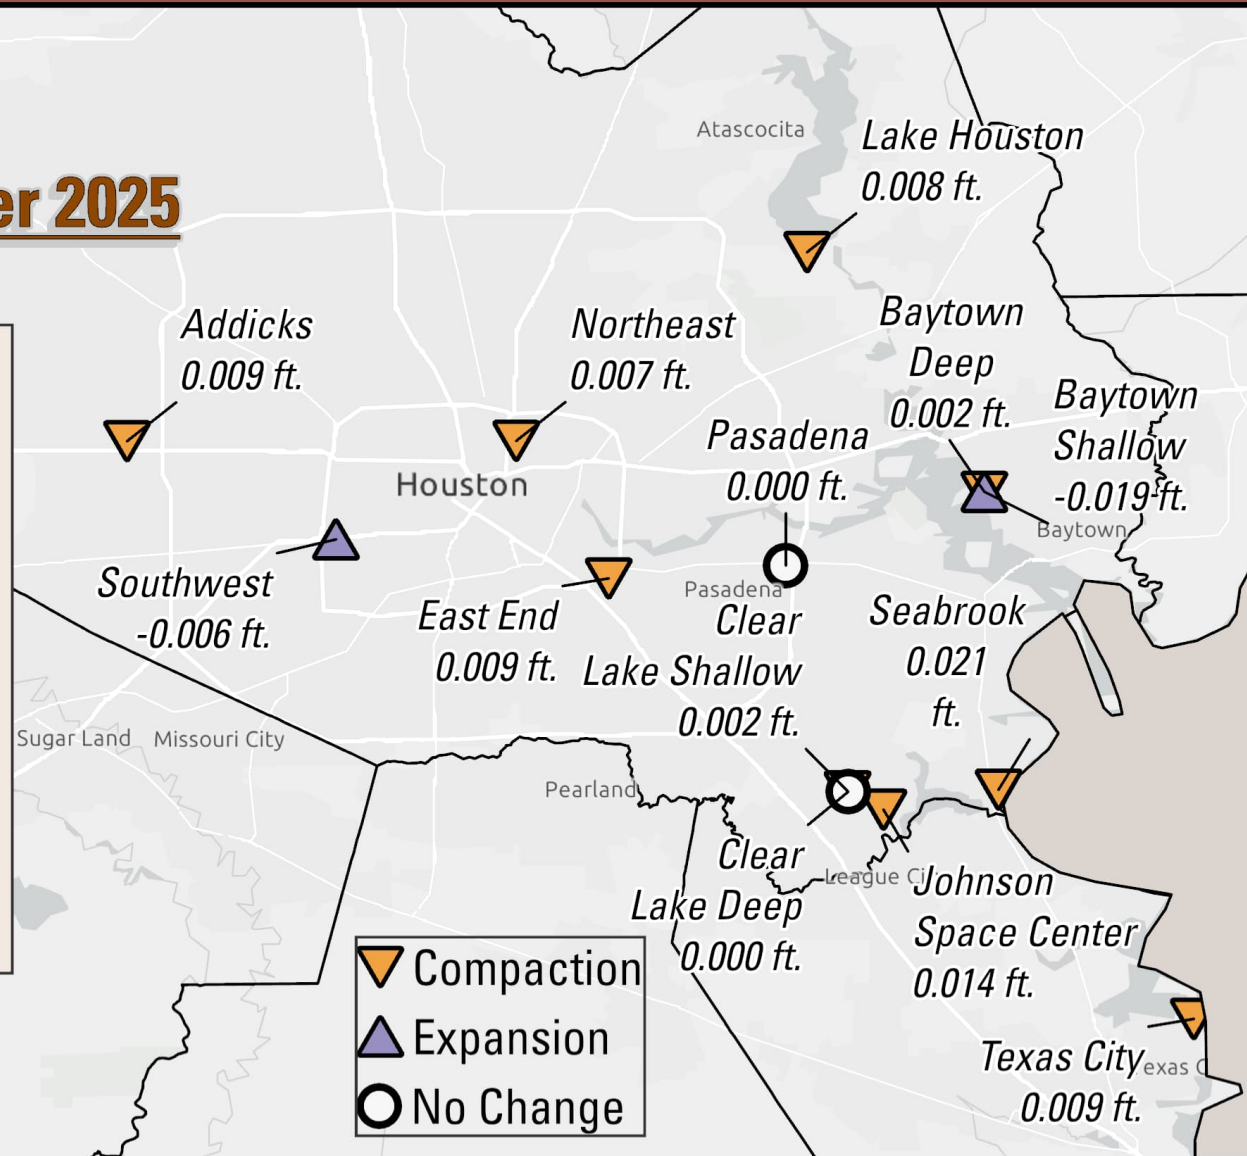 er 2025
Atascocita
Lake Houston
0.008 ft.
Addicks
0.009 ft.
Northeast
0.007 ft.
Baytown
Deep
0.002 ft.
Baytown
Shallow
-0.019 ft.
Baytown
Pasadena
0.000 ft.
Houston
Pasadena
Southwest
-0.006 ft.
East End
0.009 ft.
Clear
Lake Shallow
0.002 ft.
Seabrook
0.021
ft.
Sugar Land
Missouri City
Pearland
Clear
Lake Deep
0.000 ft.
League Ci
Johnson
Space Center
0.014 ft.
Texas City
0.009 ft.
exas C
Compaction
Expansion
No Change